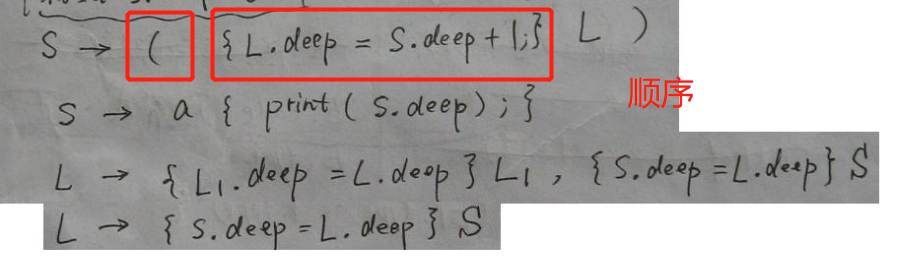 S → ( {L.deep = S.deep + 1;} L )
S → a { print ( S.deep ) ; }
顺序
L → { L₁.deep = L.deep } L₁ , { S.deep = L.deep } S
L → { S.deep = L.deep } S